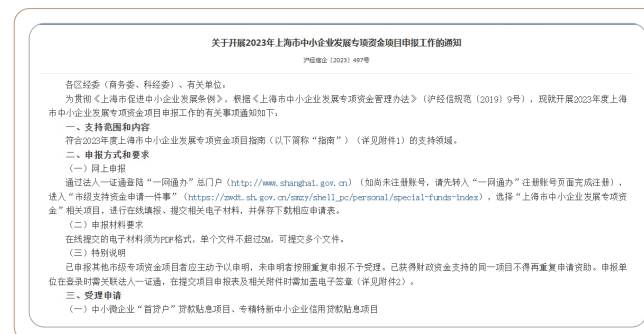 关于开展2023年上海市中小企业发展专项资金项目申报工作的通知
沪经信企〔2023〕497号
各区经委（商务委、科经委）、有关单位：
为贯彻《上海市促进中小企业发展条例》，根据《上海市中小企业发展专项资金管理办法》（沪经信规范〔2019〕9号），现就开展2023年度上海
市中小企业发展专项资金项目申报工作的有关事项通知如下：
一、支持范围和内容
符合2023年度上海市中小企业发展专项资金项目指南（以下简称“指南”）（详见附件1）的支持领域。
二、申报方式和要求
（一）网上申报
通过法人一证通登陆“一网通办”总门户（http://www.shanghai.gov.cn）（如尚未注册账号，请先转入“一网通办”注册账号页面完成注册），
进入“市级支持资金申请一件事”（https://zwdt.sh.gov.cn/smzy/shell_pc/personal/special-funds-index），选择“上海市中小企业发展专项资
金”相关项目，进行在线填报、提交相关电子材料，并保存下载相应申请表。
（二）申报材料要求
在线提交的电子材料须为PDF格式，单个文件不超过5M，可提交多个文件。
（三）特别说明
已申报其他市级专项资金项目者应主动予以申明，未申明者按照重复申报不予受理。已获得财政资金支持的同一项目不得再重复申请资助。申报单
位在登录时需关联法人一证通，在提交项目申报表及相关附件时需加盖电子签章（详见附件2）。
三、受理申请
（一）中小微企业“首贷户”贷款贴息项目、专精特新中小企业信用贷款贴息项目